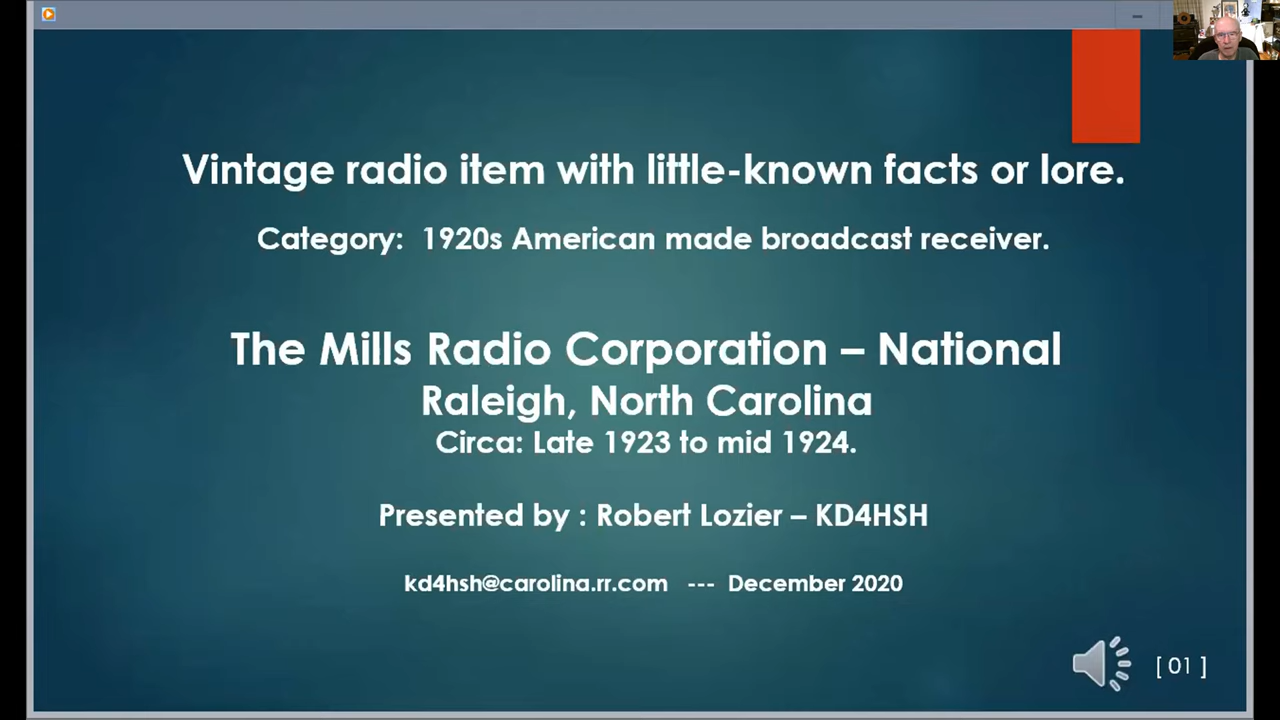 Vintage radio item with little-known facts or lore.
Category: 1920s American made broadcast receiver.
The Mills Radio Corporation – National
Raleigh, North Carolina
Circa: Late 1923 to mid 1924.
Presented by : Robert Lozier – KD4HSH
kd4hsh@carolina.rr.com --- December 2020
[ 01 ]